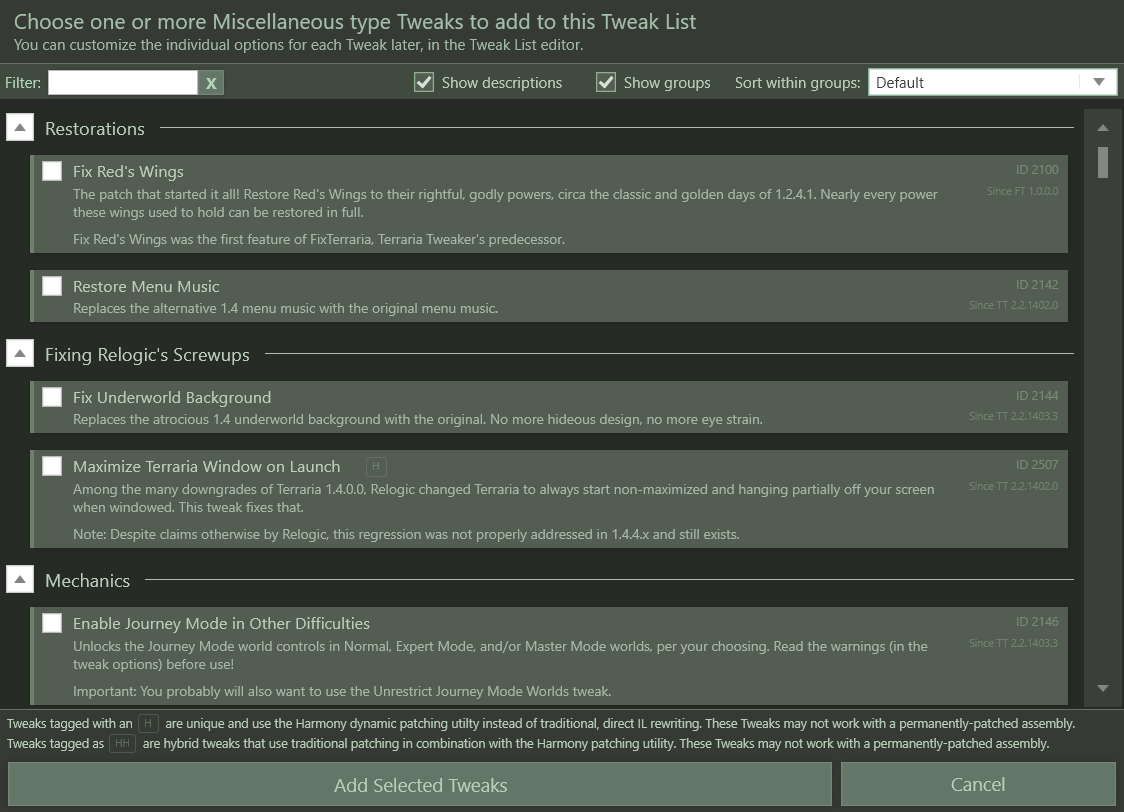 Choose one or more Miscellaneous type Tweaks to add to this Tweak List
You can customize the individual options for each Tweak later, in the Tweak List editor.
Filter: X Show descriptions Show groups Sort within groups: Default
Restorations
Fix Red's Wings ID 2100
Since FT 1.0.0.0
The patch that started it all! Restore Red's Wings to their rightful, godly powers, circa the classic and golden days of 1.2.4.1. Nearly every power
these wings used to hold can be restored in full.
Fix Red's Wings was the first feature of FixTerraria, Terraria Tweaker's predecessor.
Restore Menu Music ID 2142
Replaces the alternative 1.4 menu music with the original menu music. Since TT 2.2.1402.0
Fixing Relogic's Screwups
Fix Underworld Background ID 2144
Replaces the atrocious 1.4 underworld background with the original. No more hideous design, no more eye strain. Since TT 2.2.1403.3
Maximize Terraria Window on Launch H ID 2507
Among the many downgrades of Terraria 1.4.0.0, Relogic changed Terraria to always start non-maximized and hanging partially off your screen Since TT 2.2.1402.0
when windowed. This tweak fixes that.
Note: Despite claims otherwise by Relogic, this regression was not properly addressed in 1.4.4.x and still exists.
Mechanics
Enable Journey Mode in Other Difficulties ID 2146
Unlocks the Journey Mode world controls in Normal, Expert Mode, and/or Master Mode worlds, per your choosing. Read the warnings (in the Since TT 2.2.1403.3
tweak options) before use!
Important: You probably will also want to use the Unrestrict Journey Mode Worlds tweak.
Tweaks tagged with an H are unique and use the Harmony dynamic patching utilty instead of traditional, direct IL rewriting. These Tweaks may not work with a permanently-patched assembly.
Tweaks tagged as HH are hybrid tweaks that use traditional patching in combination with the Harmony patching utility. These Tweaks may not work with a permanently-patched assembly.
Add Selected Tweaks Cancel